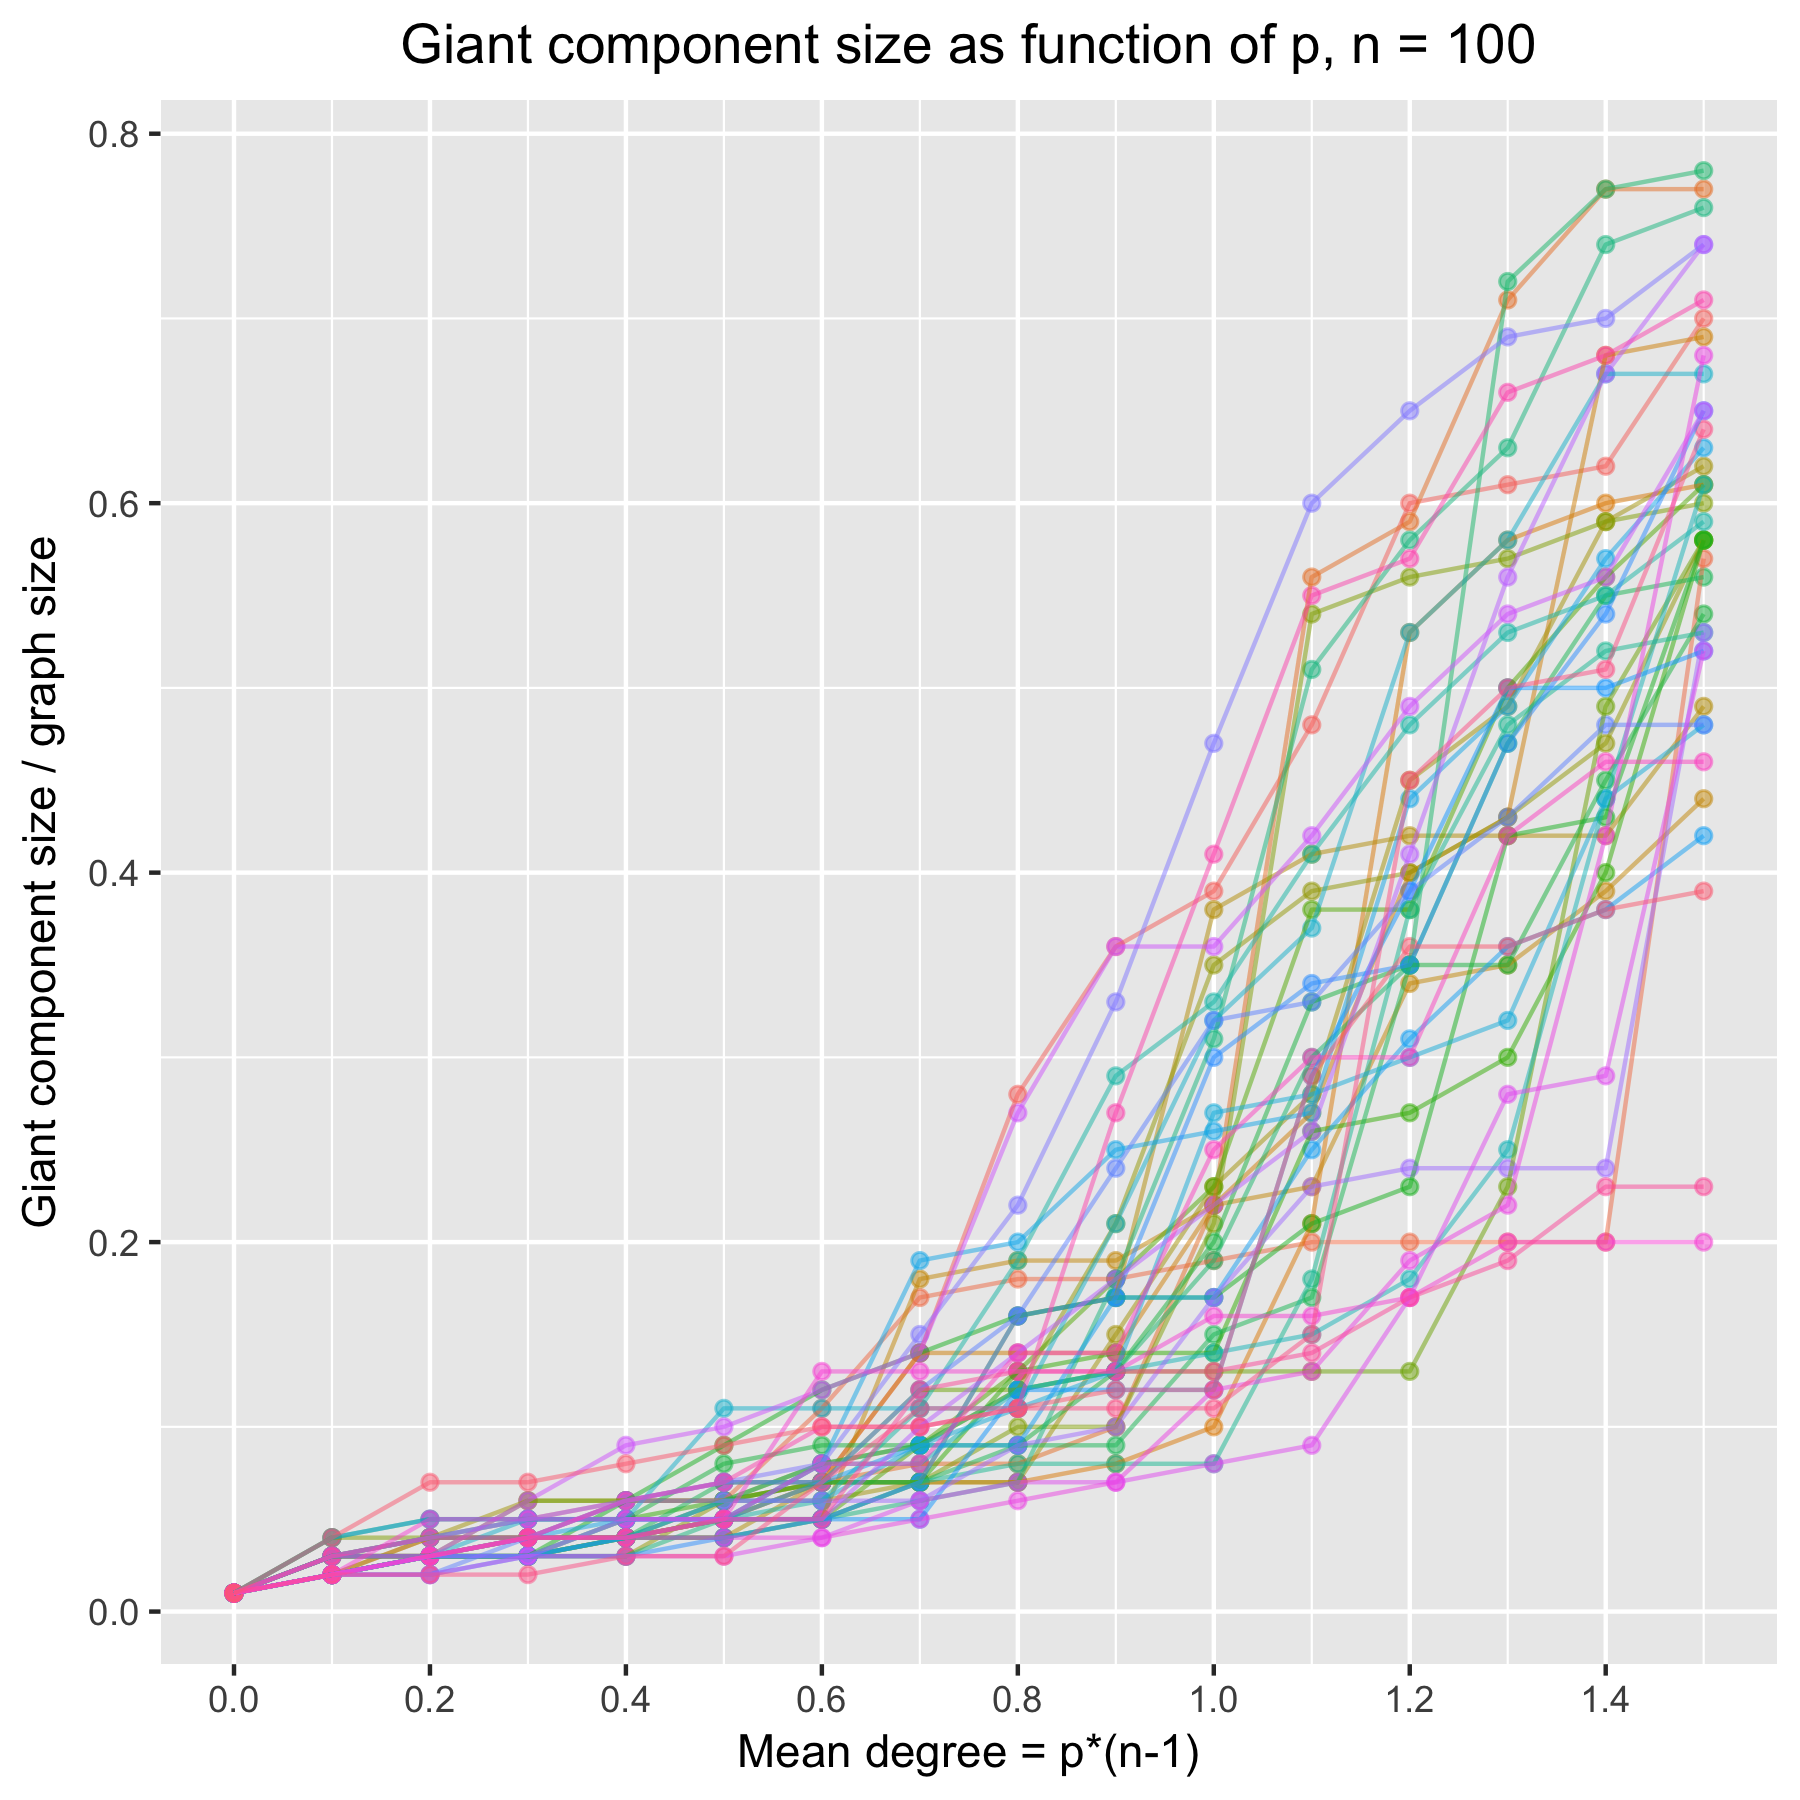 Giant component size as function of p, n = 100
Giant component size / graph size
0.8
0.6
0.4
0.2
0.0
0.0 0.2 0.4 0.6 0.8 1.0 1.2 1.4
Mean degree = p*(n-1)